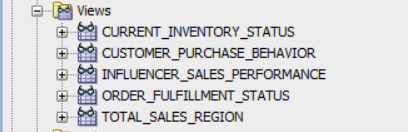 Views
CURRENT_INVENTORY_STATUS
CUSTOMER_PURCHASE_BEHAVIOR
INFLUENCER_SALES_PERFORMANCE
ORDER_FULFILLMENT_STATUS
TOTAL_SALES_REGION